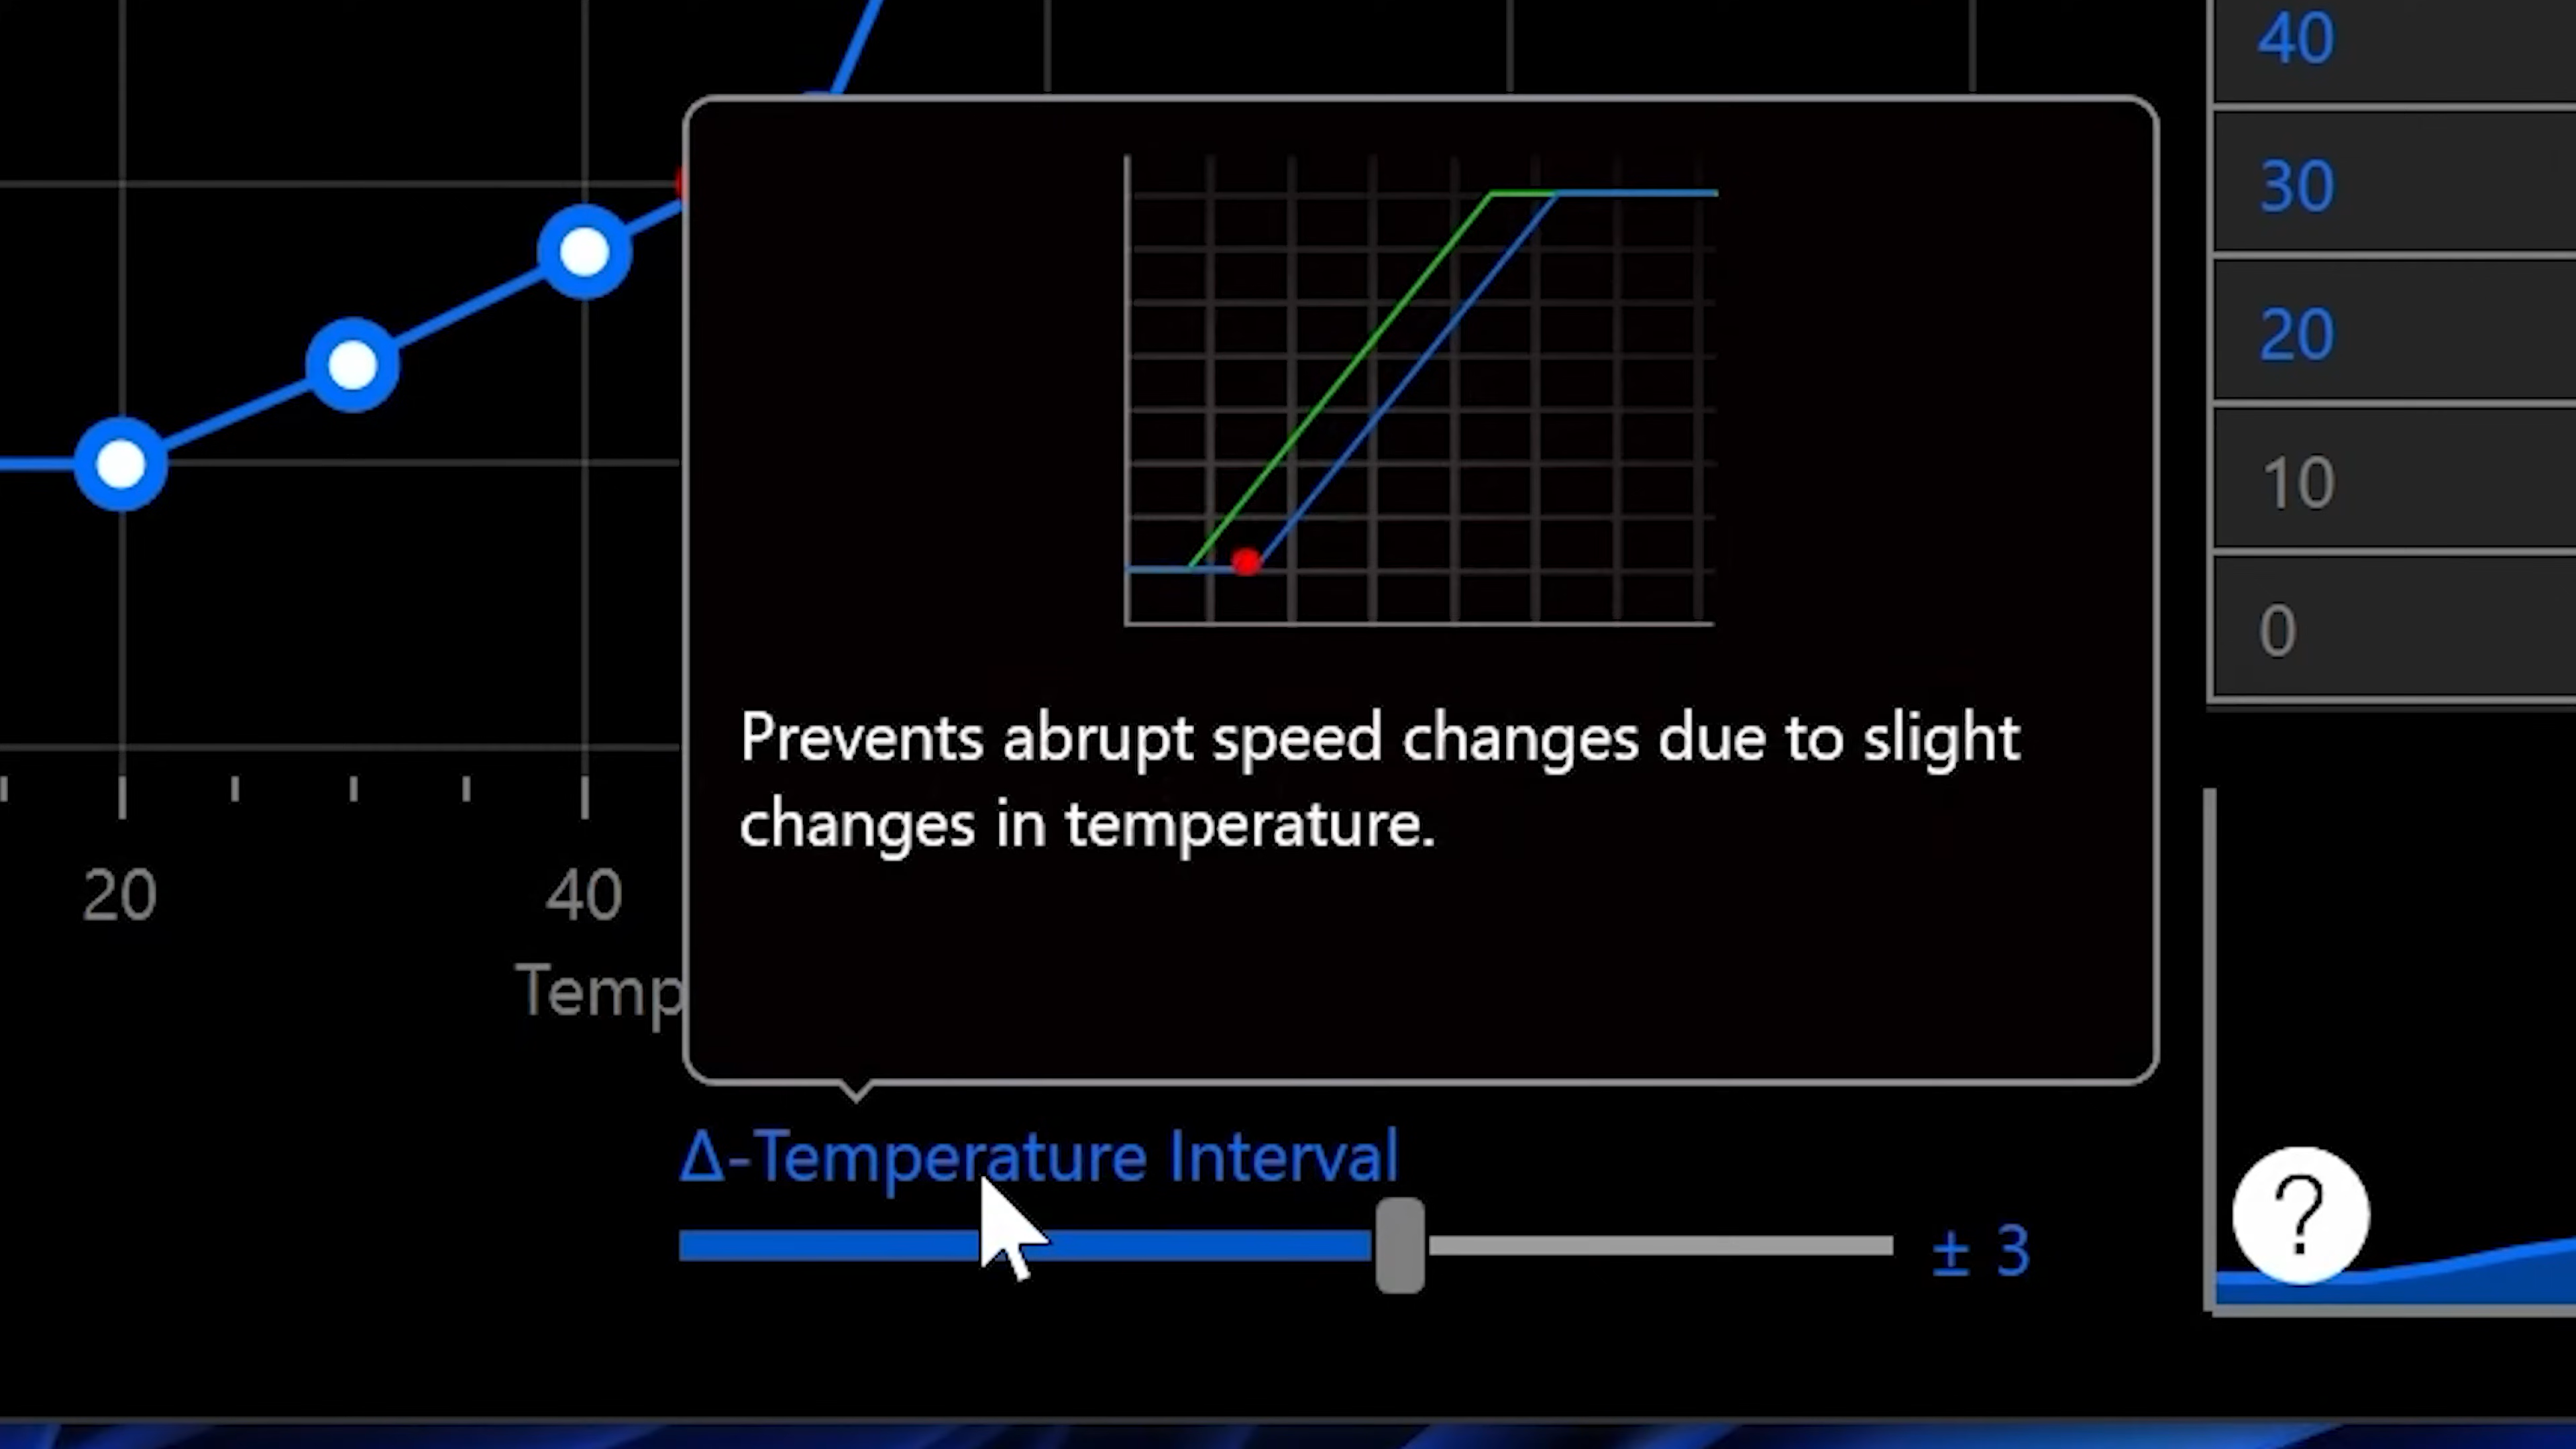 40
30
20
10
0
Prevents abrupt speed changes due to slight
changes in temperature.
20
40
Temp
Δ-Temperature Interval
± 3
?